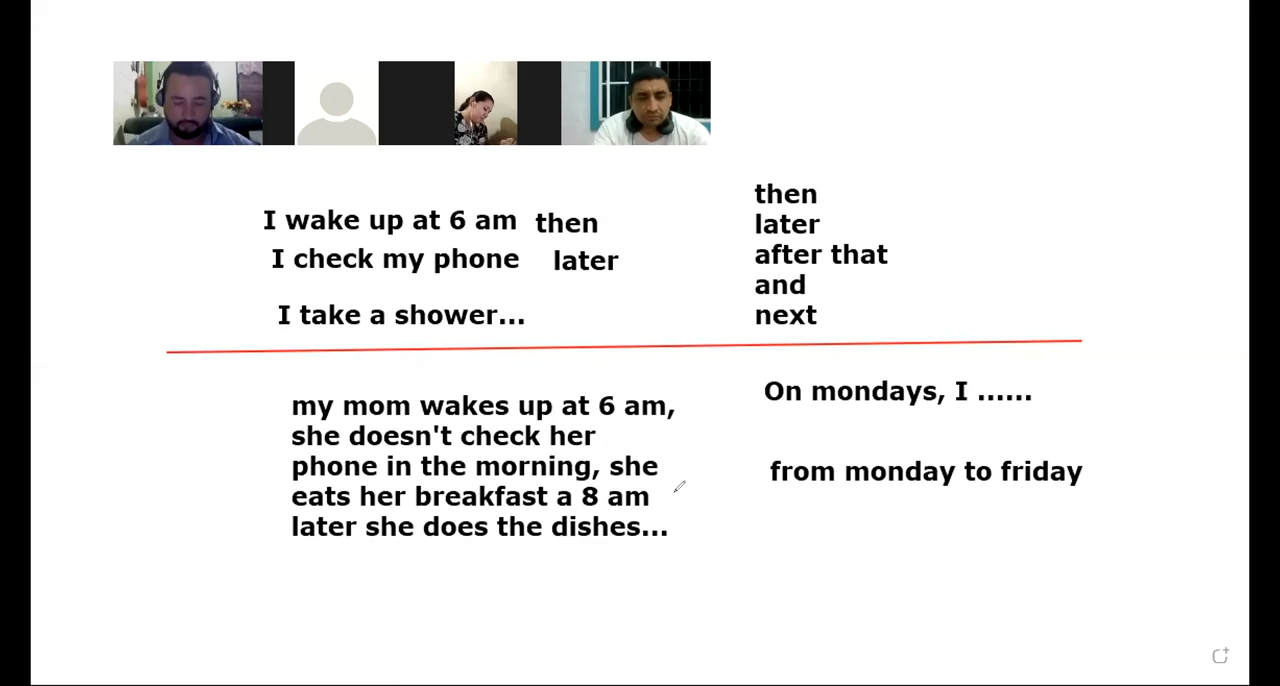 I wake up at 6 am then
I check my phone later
I take a shower...
then
later
after that
and
next
my mom wakes up at 6 am,
she doesn't check her
phone in the morning, she
eats her breakfast a 8 am
later she does the dishes...
On mondays, I ......
from monday to friday